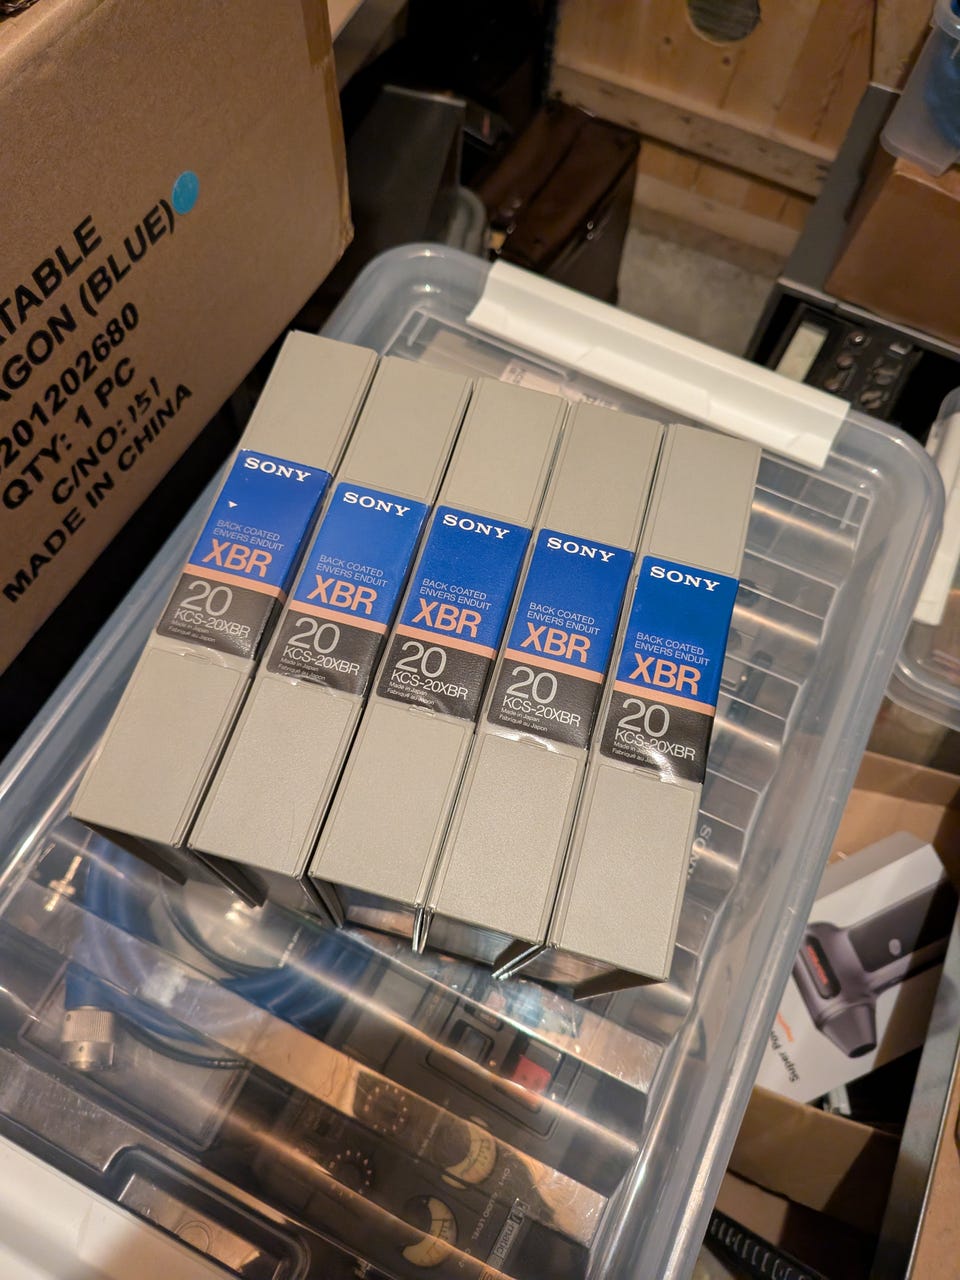 TABLE
AGON (BLUE)
20120 2680
QTY: 1 PC
C/NO: 151
MADE IN CHINA
SONY
BACK COATED
ENVERS ENDUIT
XBR
20
KCS-20XBR
Made in Japan
Fabriqué au Japon
SONY
BACK COATED
ENVERS ENDUIT
XBR
20
KCS-20XBR
Made in Japan
Fabriqué au Japon
SONY
BACK COATED
ENVERS ENDUIT
XBR
20
KCS-20XBR
Made in Japan
Fabriqué au Japon
SONY
BACK COATED
ENVERS ENDUIT
XBR
20
KCS-20XBR
Made in Japan
Fabriqué au Japon
SONY
BACK COATED
ENVERS ENDUIT
XBR
20
KCS-20XBR
Made in Japan
Fabriqué au Japon
SONY
Super